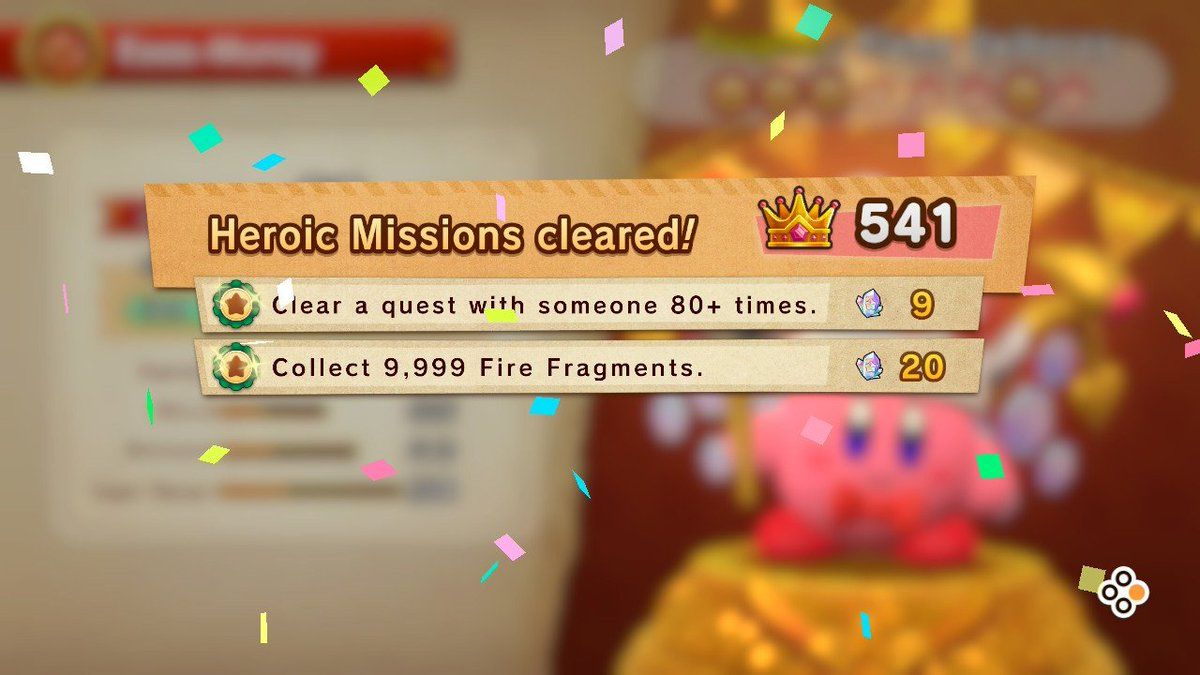 Heroic Missions cleared!
541
Clear a quest with someone 80+ times.
9
Collect 9,999 Fire Fragments.
20